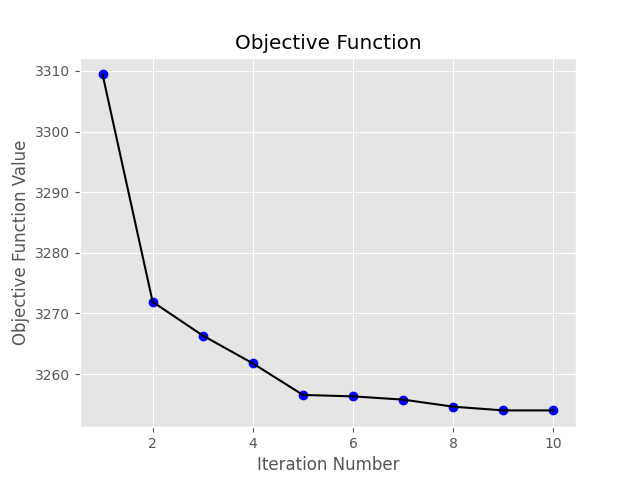 Objective Function
Objective Function Value
3310
3300
3290
3280
3270
3260
2 4 6 8 10
Iteration Number